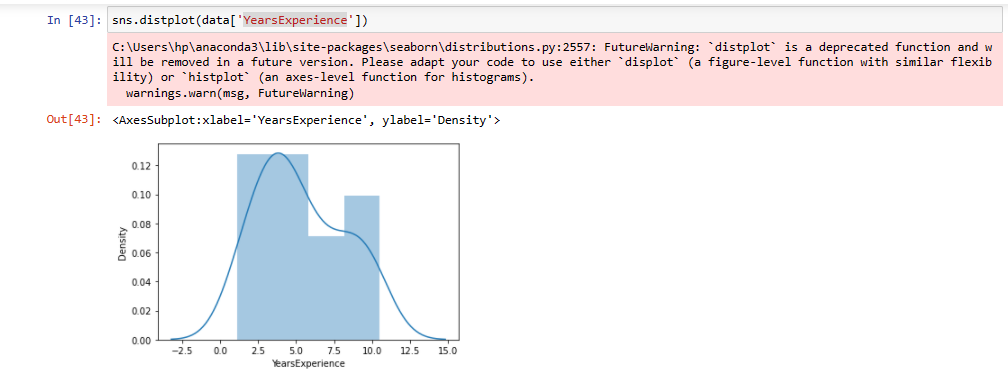 In [43]: sns.distplot(data['YearsExperience'])
C:\Users\hp\anaconda3\lib\site-packages\seaborn\distributions.py:2557: FutureWarning: `distplot` is a deprecated function and w
ill be removed in a future version. Please adapt your code to use either `displot` (a figure-level function with similar flexib
ility) or `histplot` (an axes-level function for histograms).
warnings.warn(msg, FutureWarning)
Out[43]: <AxesSubplot:xlabel='YearsExperience', ylabel='Density'>
0.12
0.10
0.08
0.06
0.04
0.02
0.00
Density
−2.5 0.0 2.5 5.0 7.5 10.0 12.5 15.0
YearsExperience